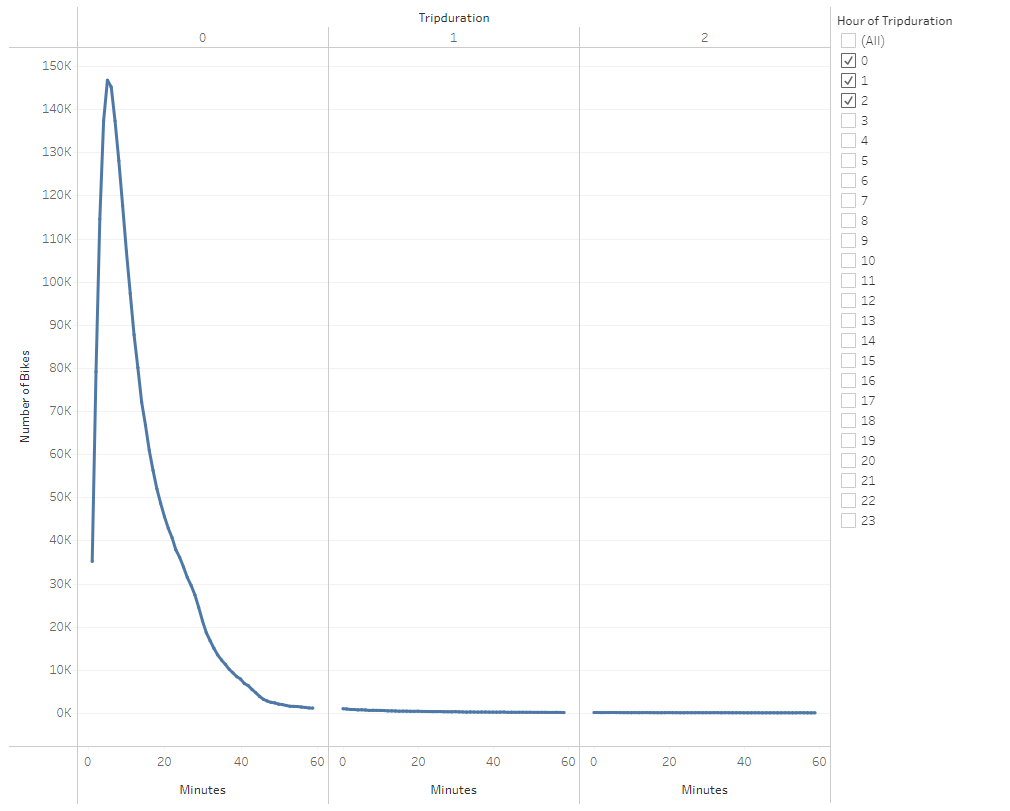 Tripduration
0 1 2
150K
140K
130K
120K
110K
100K
90K
80K
70K
60K
50K
40K
30K
20K
10K
0K
Number of Bikes
0 20 40 60 0 20 40 60 0 20 40 60
Minutes Minutes Minutes
Hour of Tripduration
(All)
0
1
2
3
4
5
6
7
8
9
10
11
12
13
14
15
16
17
18
19
20
21
22
23